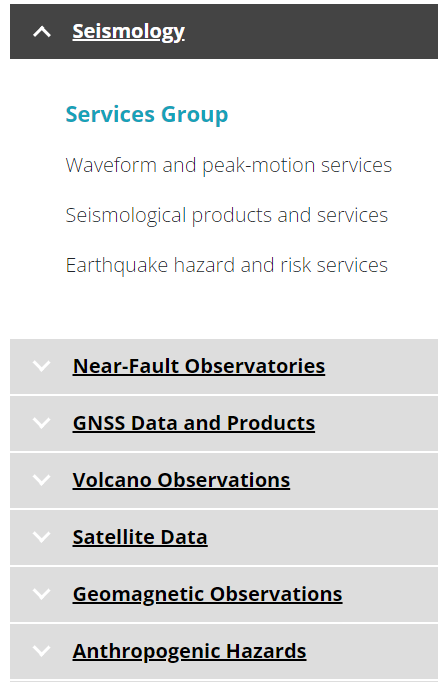 Seismology
Services Group
Waveform and peak-motion services
Seismological products and services
Earthquake hazard and risk services
Near-Fault Observatories
GNSS Data and Products
Volcano Observations
Satellite Data
Geomagnetic Observations
Anthropogenic Hazards